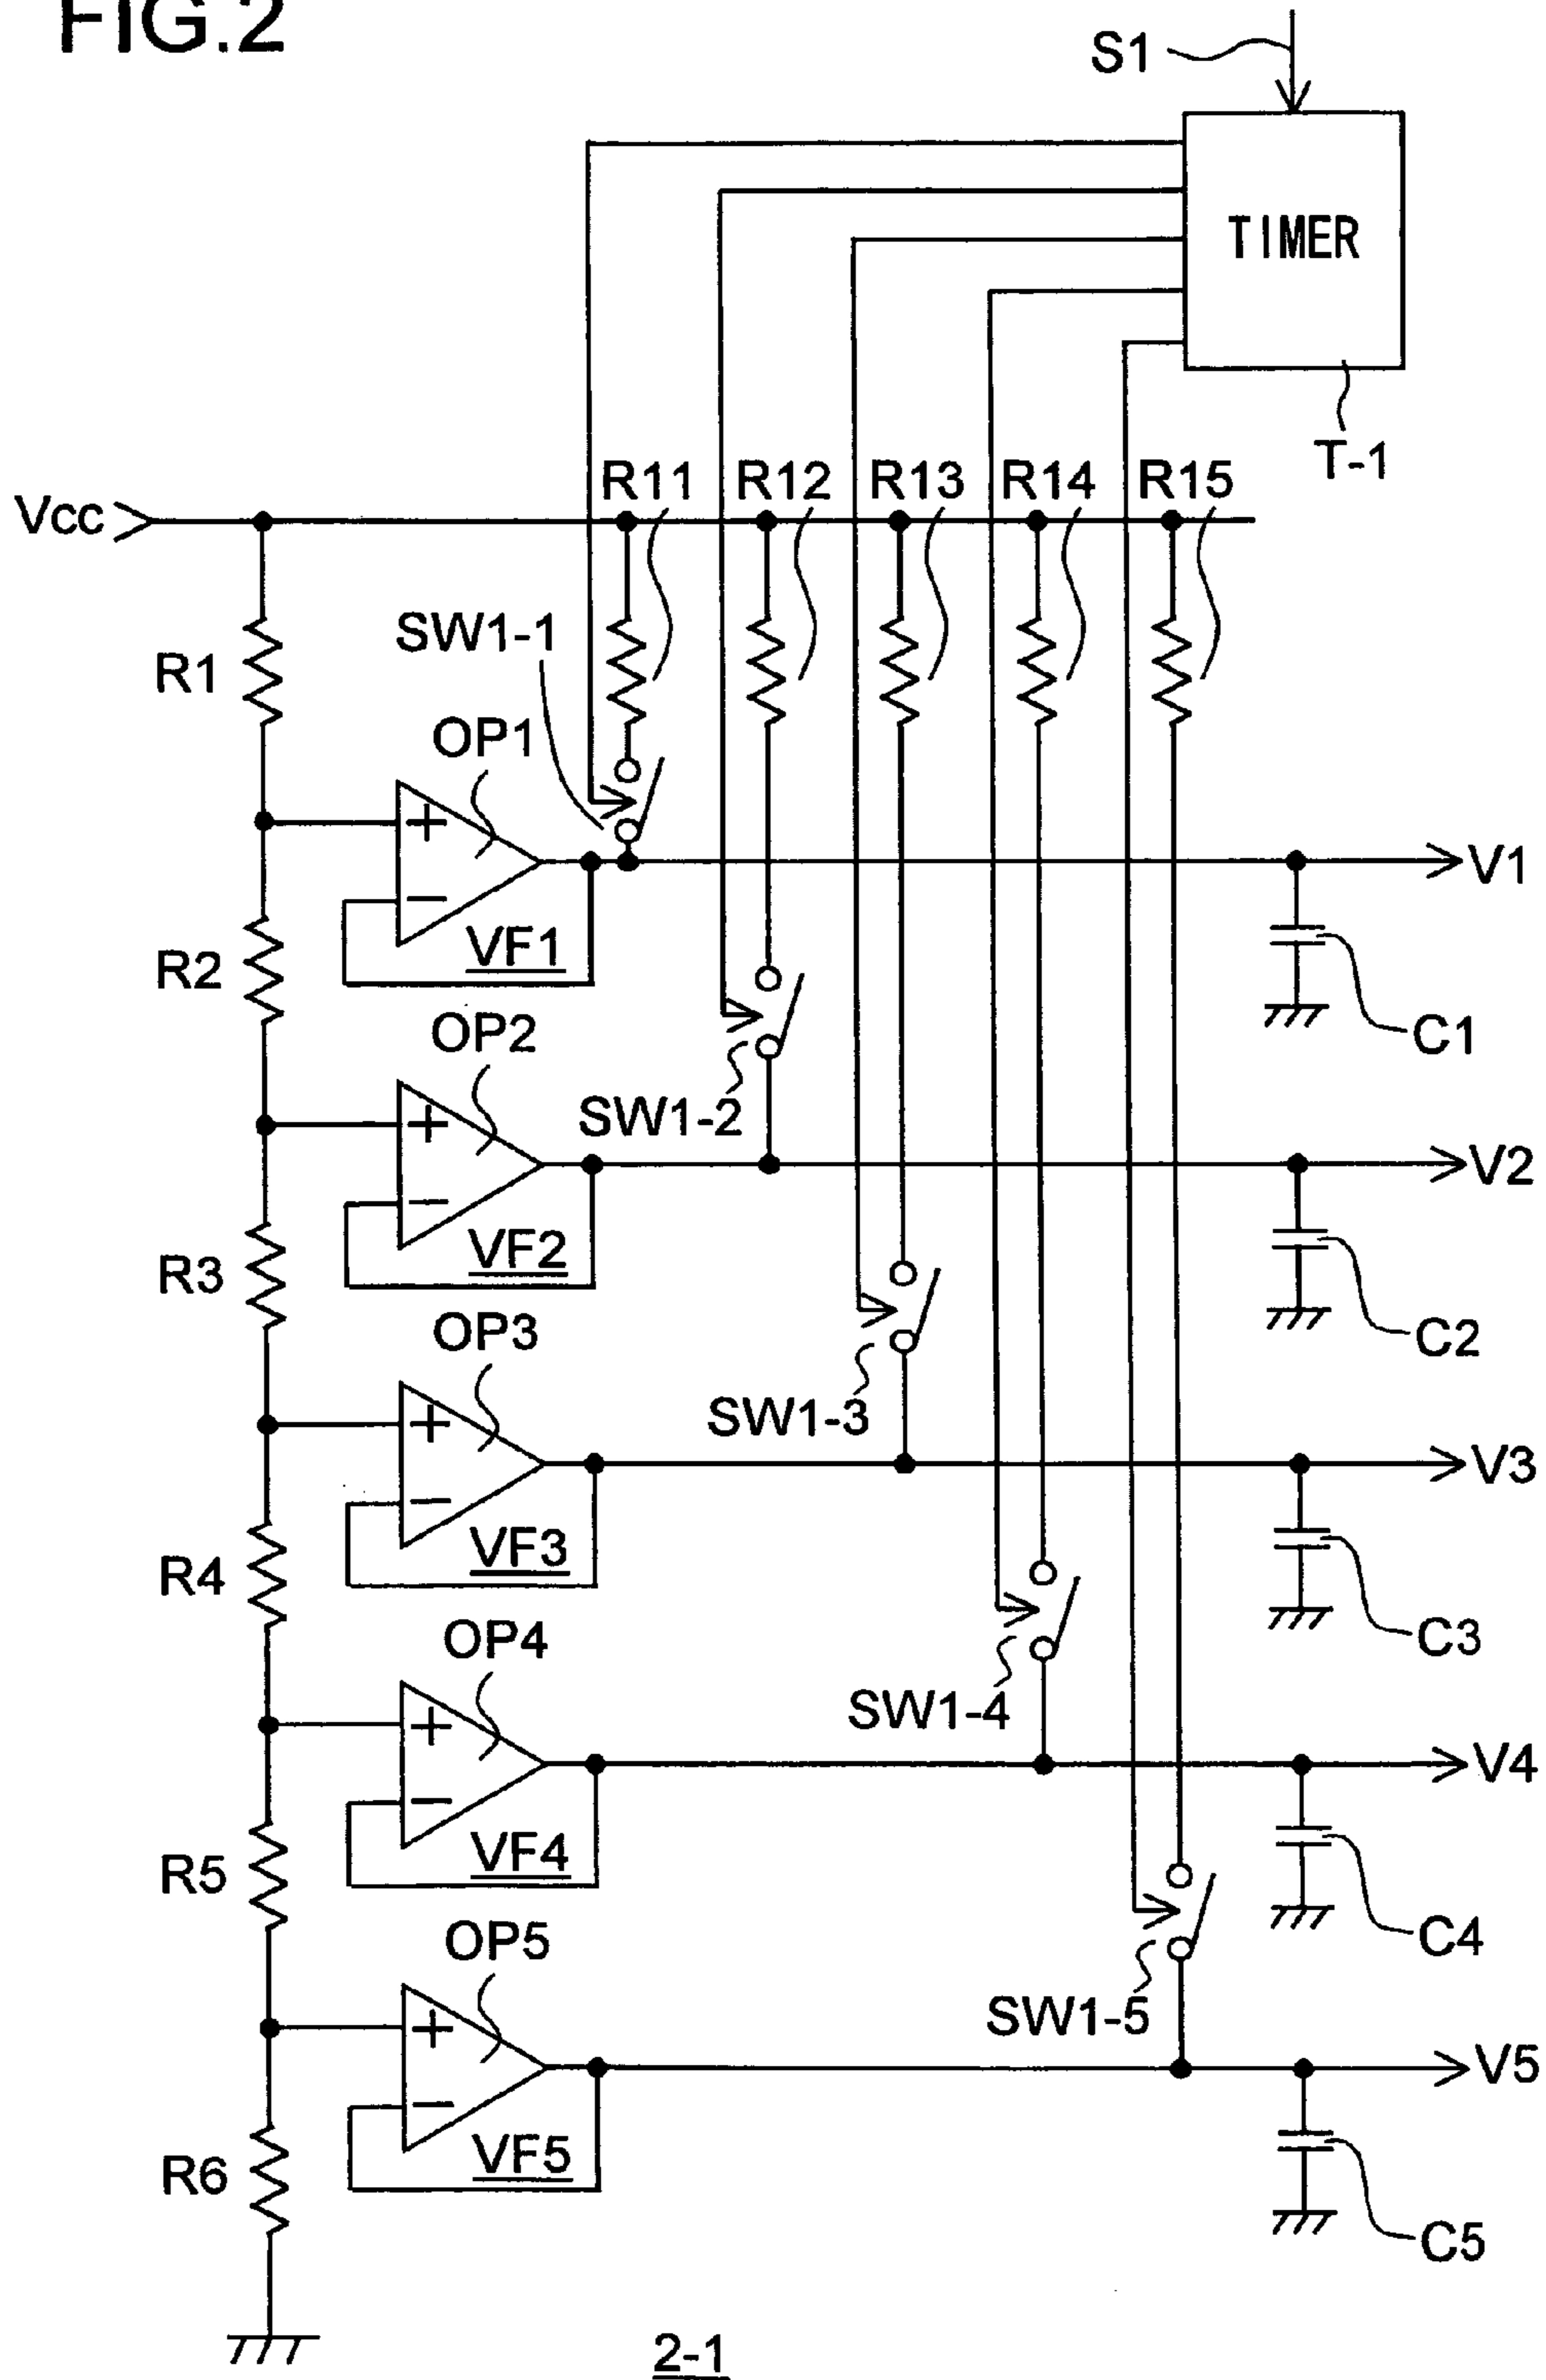 FIG.2
S1
TIMER
T-1
Vcc
R11 R12 R13 R14 R15
SW1-1
R1
OP1
+
−
VF1
V1
R2
C1
OP2
+
−
VF2
SW1-2
V2
R3
C2
OP3
+
−
VF3
SW1-3
V3
R4
C3
OP4
+
−
VF4
SW1-4
V4
R5
C4
OP5
+
−
VF5
SW1-5
V5
R6
C5
2-1